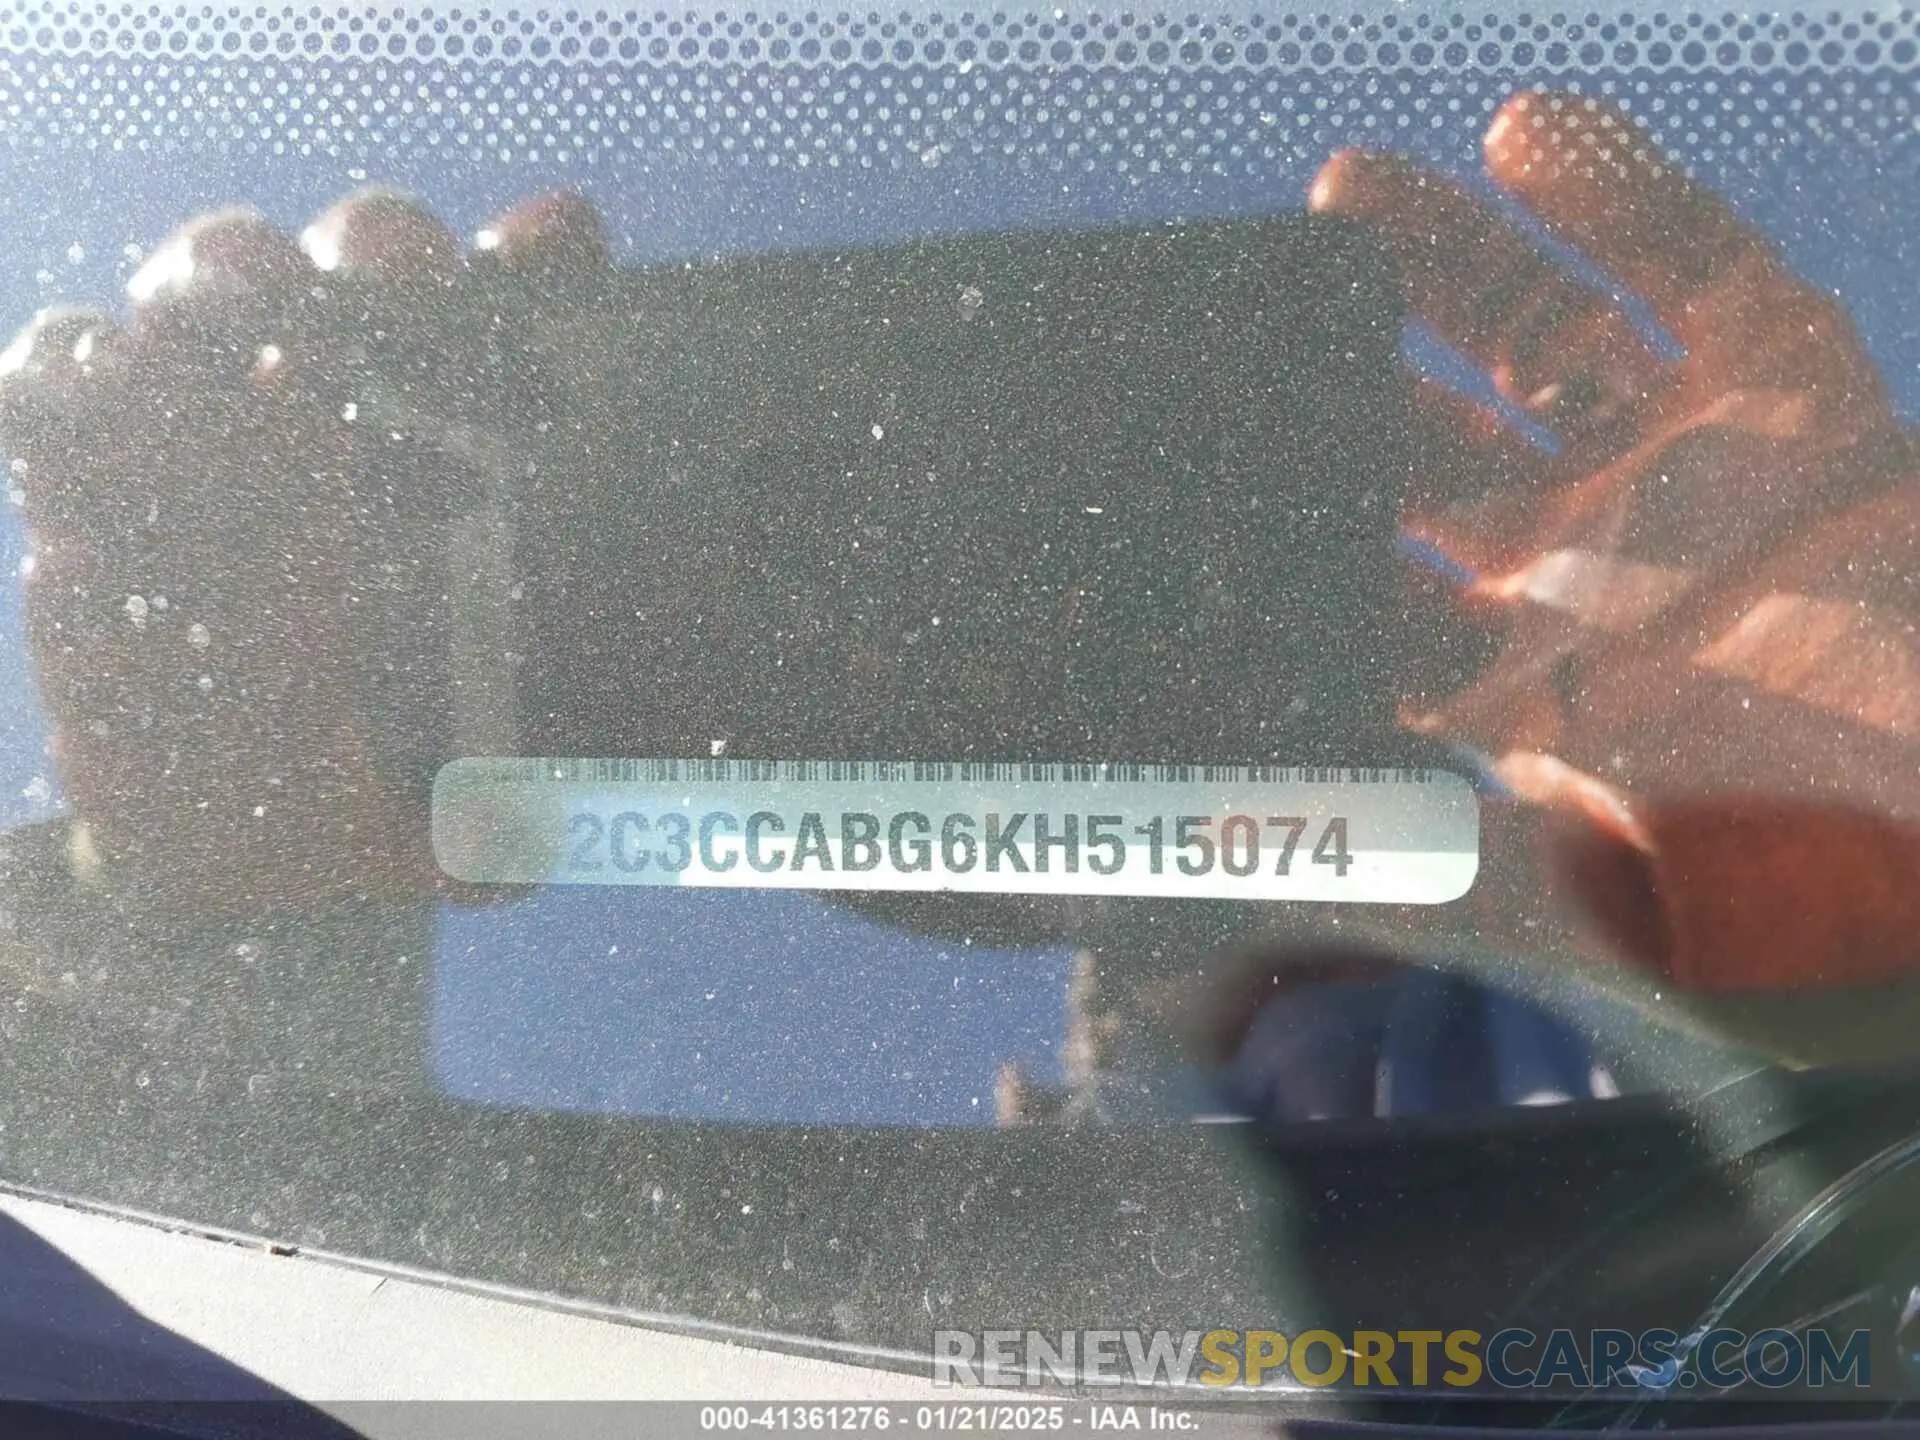 2C3CCABG6KH515074
RENEWSPORTSCARS.COM
000-41361276 - 01/21/2025 - IAA Inc.